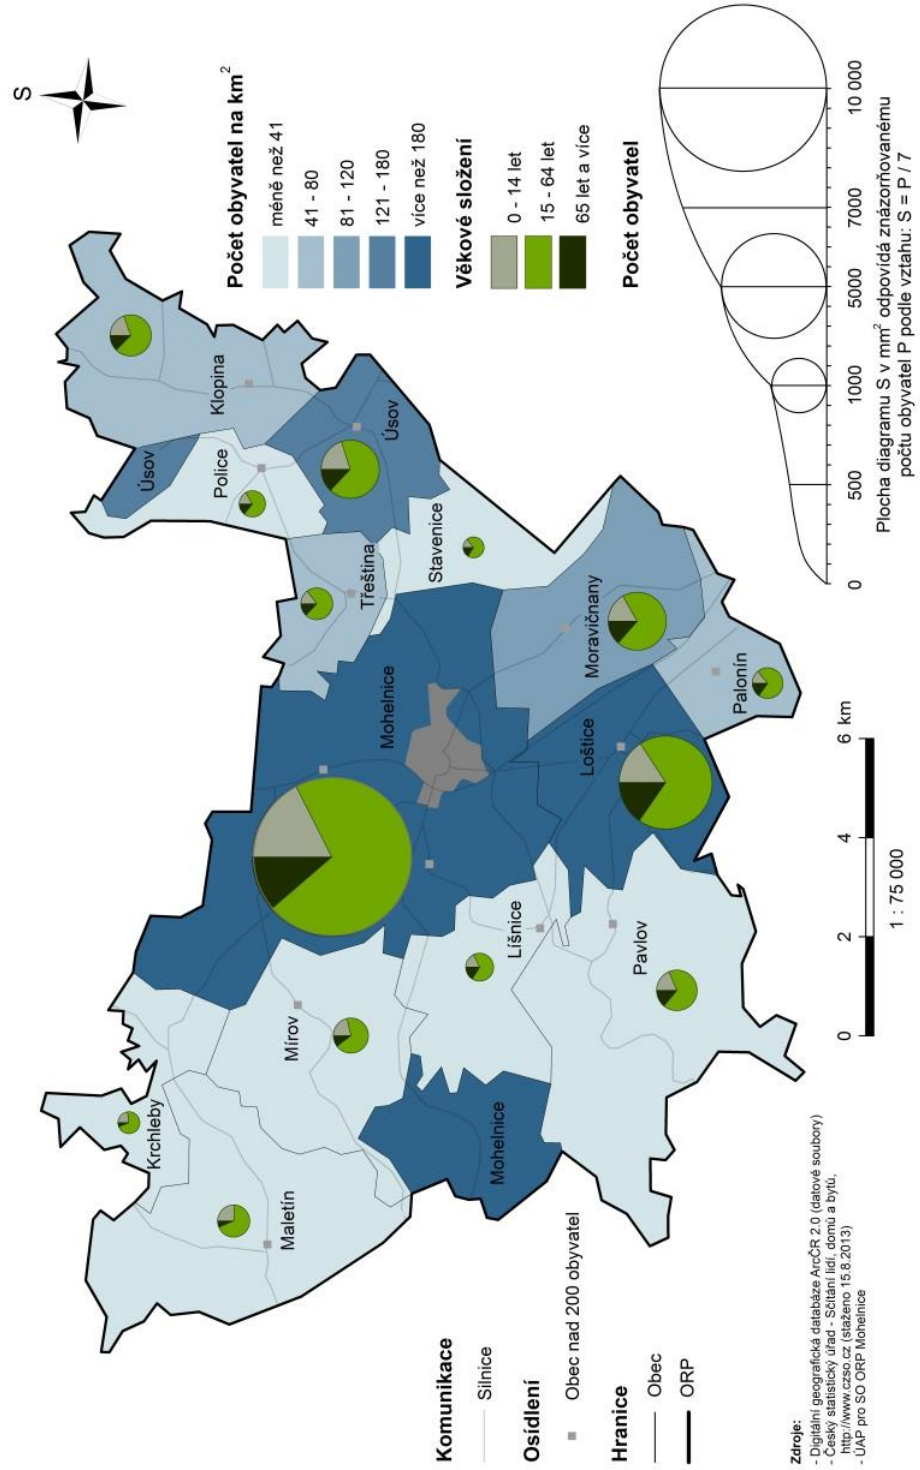 S
Počet obyvatel na km²
méně než 41
41 - 80
81 - 120
121 - 180
více než 180
Věkové složení
0 - 14 let
15 - 64 let
65 let a více
Počet obyvatel
0
500
1000
5000
7000
10 000
Plocha diagramu S v mm² odpovídá znázorňovanému
počtu obyvatel P podle vztahu: S = P / 7
Krchleby
Maletín
Mírov
Mohelnice
Mohelnice
Líšnice
Pavlov
Loštice
Moravičany
Palonín
Stavenice
Třeština
Police
Úsov
Úsov
Klopina
Komunikace
Silnice
Osídlení
Obec nad 200 obyvatel
Hranice
Obec
ORP
0
2
4
6 km
1 : 75 000
Zdroje:
- Digitální geografická databáze ArcČR 2.0 (datové soubory)
- Český statistický úřad - Sčítání lidí, domů a bytů,
http://www.czso.cz (staženo 15.8.2013)
- ÚAP pro SO ORP Mohelnice